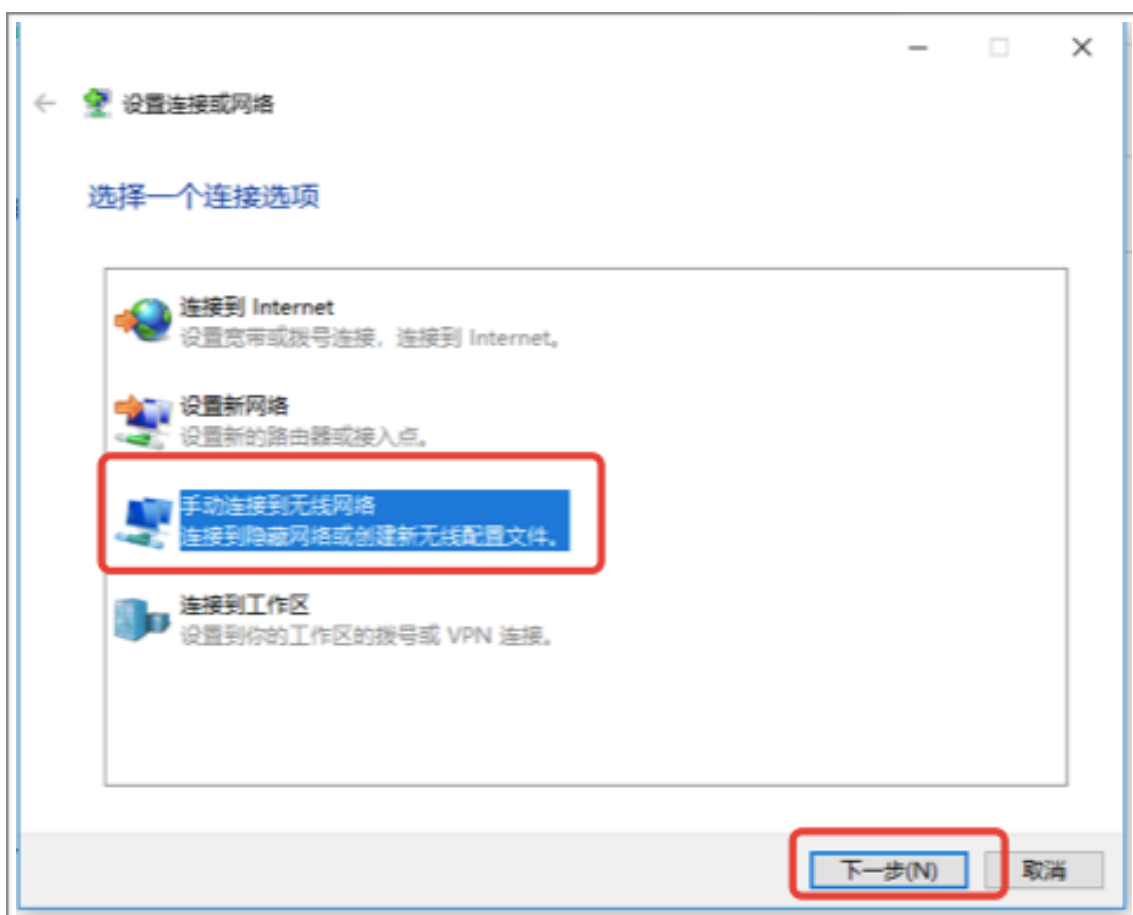 设置连接或网络
选择一个连接选项
连接到 Internet
设置宽带或拨号连接，连接到 Internet。
设置新网络
设置新的路由器或接入点。
手动连接到无线网络
连接到隐藏网络或创建新无线配置文件。
连接到工作区
设置到你的工作区的拨号或 VPN 连接。
下一步(N)
取消